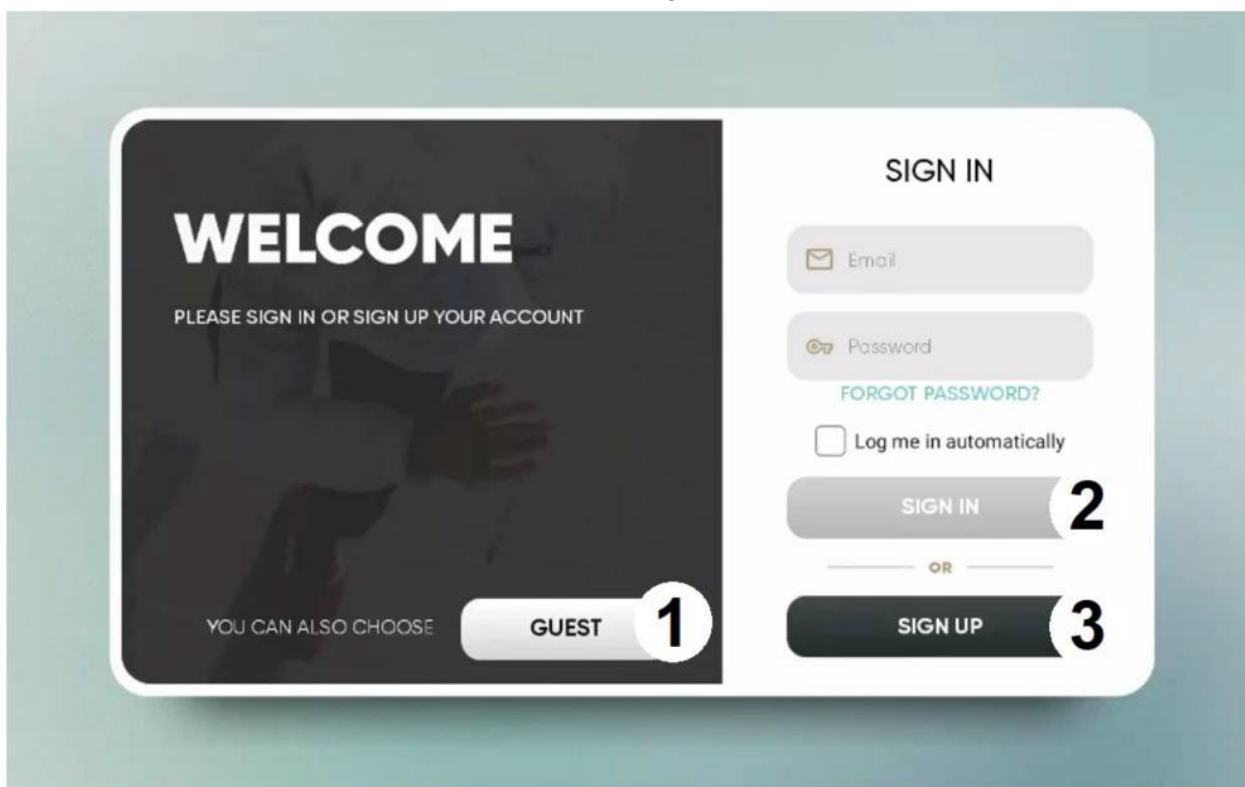 WELCOME
PLEASE SIGN IN OR SIGN UP YOUR ACCOUNT
YOU CAN ALSO CHOOSE
GUEST
1
SIGN IN
Email
Password
FORGOT PASSWORD?
Log me in automatically
SIGN IN
2
OR
SIGN UP
3